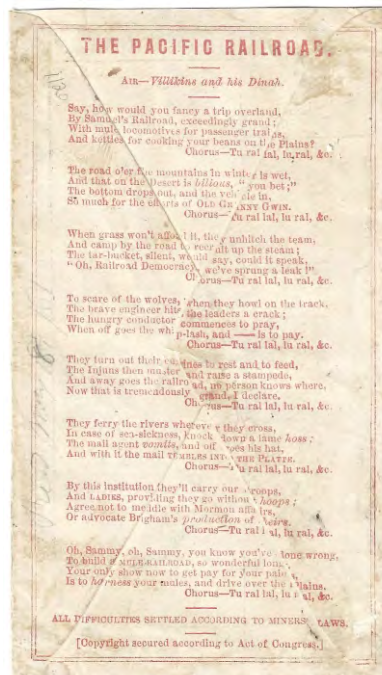 THE PACIFIC RAILROAD.
AIR—Villikins and his Dinah.
Say, how would you fancy a trip overland,
By Samuel's Railroad, exceedingly grand;
With mule locomotives for passenger trains,
And kettles for cooking your beans on the Plains?
Chorus—Tu ral lal, lu ral, &c.
The road o'er the mountains in winter is wet,
And that on the Desert is bilious, "you bet;"
The bottom drops out, and the vehicle in,
So much for the efforts of OLD GRANNY GWIN.
Chorus—Tu ral lal, lu ral, &c.
When grass won't afford it, they unhitch the team,
And camp by the road to recruit up the steam;
The tar-bucket, silent, would say, could it speak,
"Oh, Railroad Democracy, we've sprung a leak!"
Chorus—Tu ral lal, lu ral, &c.
To scare of the wolves, when they howl on the track,
The brave engineer hits the leaders a crack;
The hungry conductor commences to pray,
When off goes the whip-lash, and —— is to pay.
Chorus—Tu ral lal, lu ral, &c.
They turn out their engines to rest and to feed,
The Injuns then muster and raise a stampede,
And away goes the railroad, no person knows where,
Now that is tremendously grand, I declare.
Chorus—Tu ral lal, lu ral, &c.
They ferry the rivers wherever they cross,
In case of sea-sickness, knock down a lame hoss;
The mail agent vomits, and off goes his hat,
And with it the mail TUMBLES INTO THE PLATTE.
Chorus—Tu ral lal, lu ral, &c.
By this institution they'll carry our troops,
And LADIES, providing they go without hoops;
Agree not to meddle with Mormon affairs,
Or advocate Brigham's production of heirs.
Chorus—Tu ral lal, lu ral, &c.
Oh, Sammy, oh, Sammy, you know you've done wrong,
To build a MULE RAILROAD, so wonderful long,
Your only show now to get pay for your pains,
Is to harness your mules, and drive over the Plains.
Chorus—Tu ral lal, lu ral, &c.
ALL DIFFICULTIES SETTLED ACCORDING TO MINERS' LAWS.
[Copyright secured according to Act of Congress.]